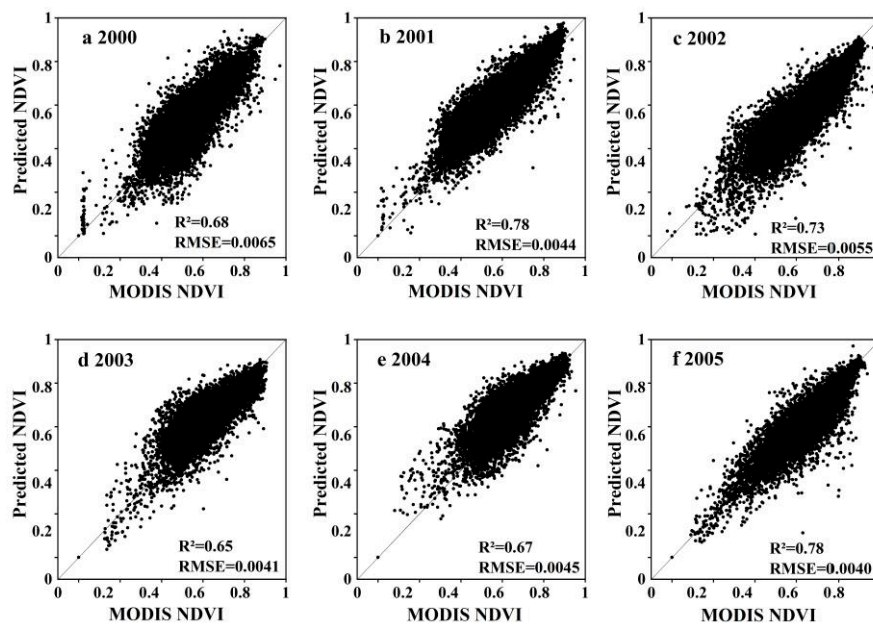 a 2000
Predicted NDVI
1
0.8
0.6
0.4
0.2
0
R²=0.68
RMSE=0.0065
0 0.2 0.4 0.6 0.8 1
MODIS NDVI
b 2001
Predicted NDVI
1
0.8
0.6
0.4
0.2
0
R²=0.78
RMSE=0.0044
0 0.2 0.4 0.6 0.8 1
MODIS NDVI
c 2002
Predicted NDVI
1
0.8
0.6
0.4
0.2
0
R²=0.73
RMSE=0.0055
0 0.2 0.4 0.6 0.8
MODIS NDVI
d 2003
Predicted NDVI
1
0.8
0.6
0.4
0.2
0
R²=0.65
RMSE=0.0041
0 0.2 0.4 0.6 0.8 1
MODIS NDVI
e 2004
Predicted NDVI
1
0.8
0.6
0.4
0.2
0
R²=0.67
RMSE=0.0045
0 0.2 0.4 0.6 0.8 1
MODIS NDVI
f 2005
Predicted NDVI
1
0.8
0.6
0.4
0.2
0
R²=0.78
RMSE=0.0040
0 0.2 0.4 0.6 0.8
MODIS NDVI